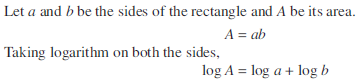 Let a and b be the sides of the rectangle and A be its area.
A = ab
Taking logarithm on both the sides,
log A = log a + log b